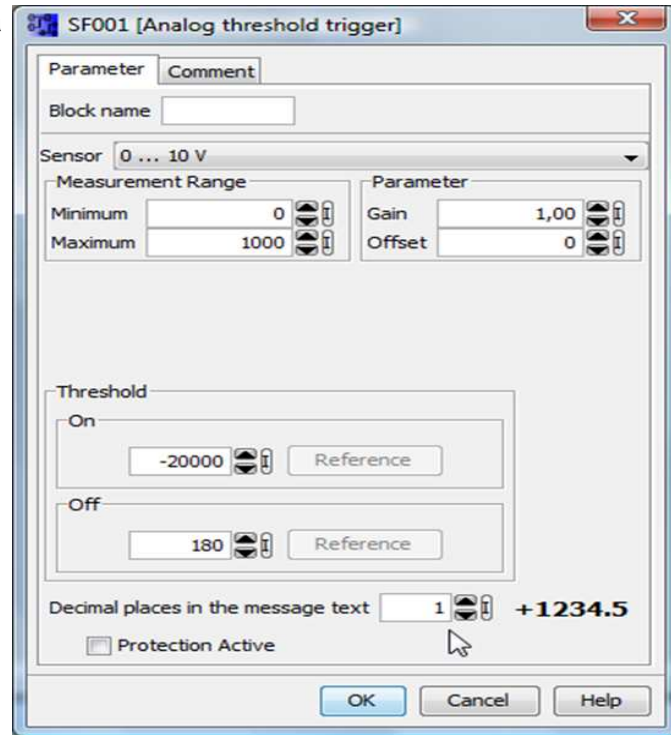 SF001 [Analog threshold trigger]
Parameter Comment
Block name
Sensor 0 ... 10 V
Measurement Range Parameter
Minimum 0 Gain 1,00
Maximum 1000 Offset 0
Threshold
On
-20000 Reference
Off
180 Reference
Decimal places in the message text 1 +1234.5
Protection Active
OK Cancel Help